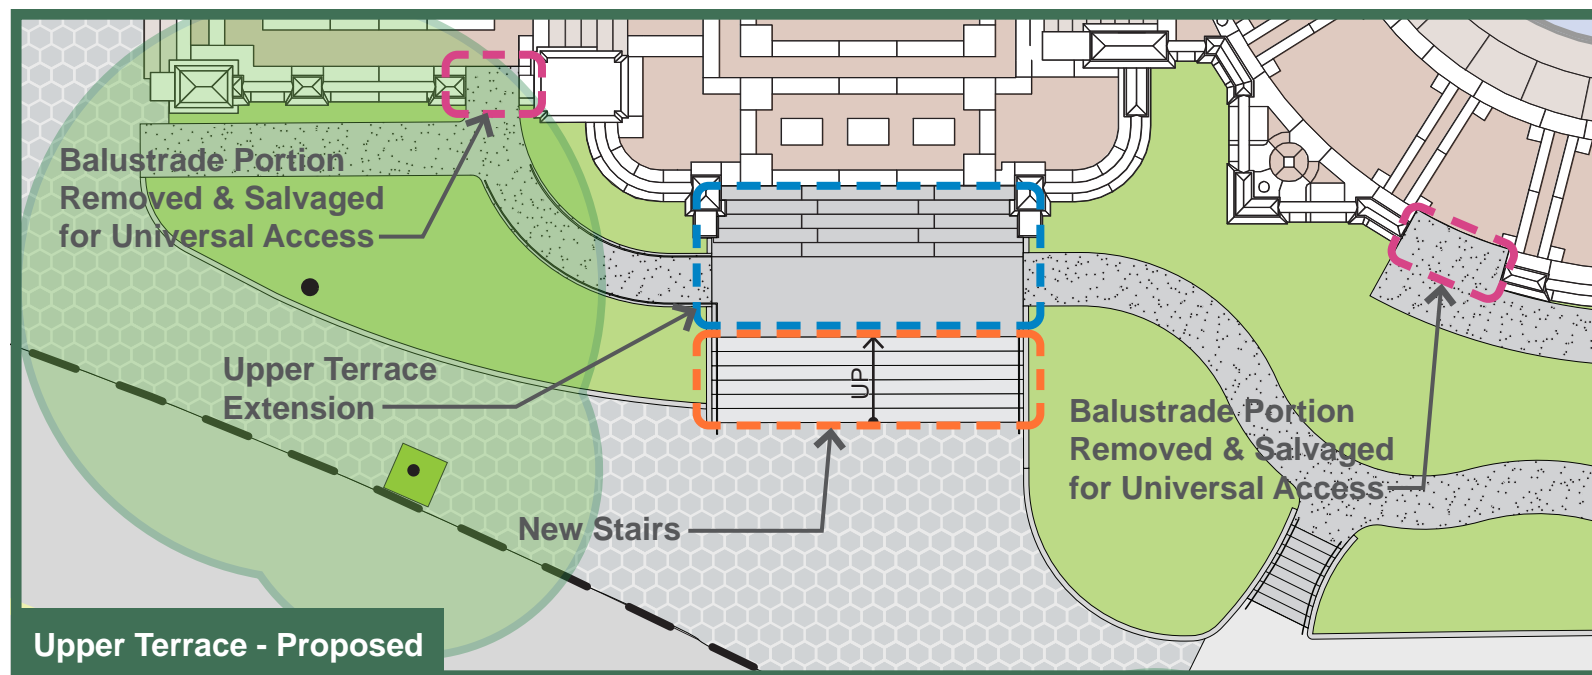 Balustrade Portion
Removed & Salvaged
for Universal Access
Upper Terrace
Extension
UP
New Stairs
Balustrade Portion
Removed & Salvaged
for Universal Access
Upper Terrace - Proposed